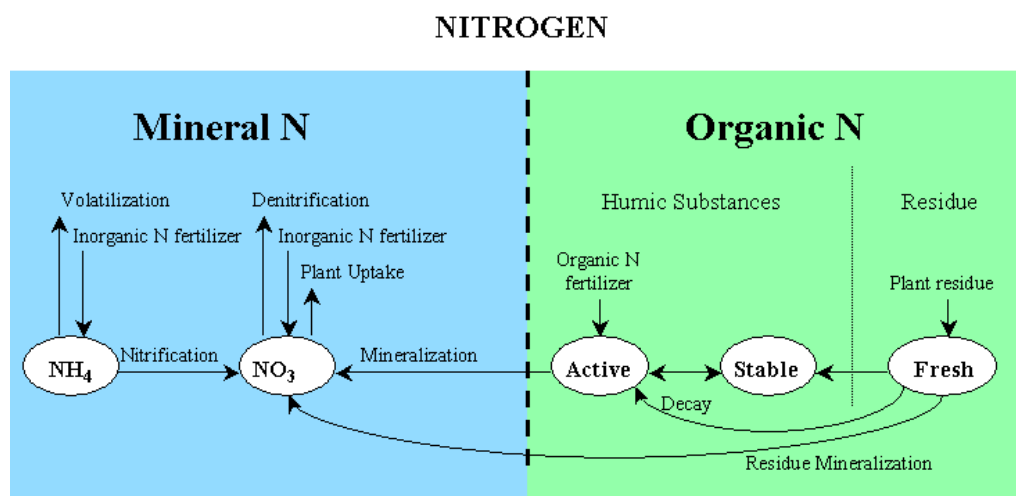 NITROGEN
Mineral N
Organic N
Volatilization
Denitrification
Humic Substances
Residue
Inorganic N fertilizer
Inorganic N fertilizer
Plant Uptake
Organic N
fertilizer
Plant residue
NH4
Nitrification
NO3
Mineralization
Active
Stable
Fresh
Decay
Residue Mineralization